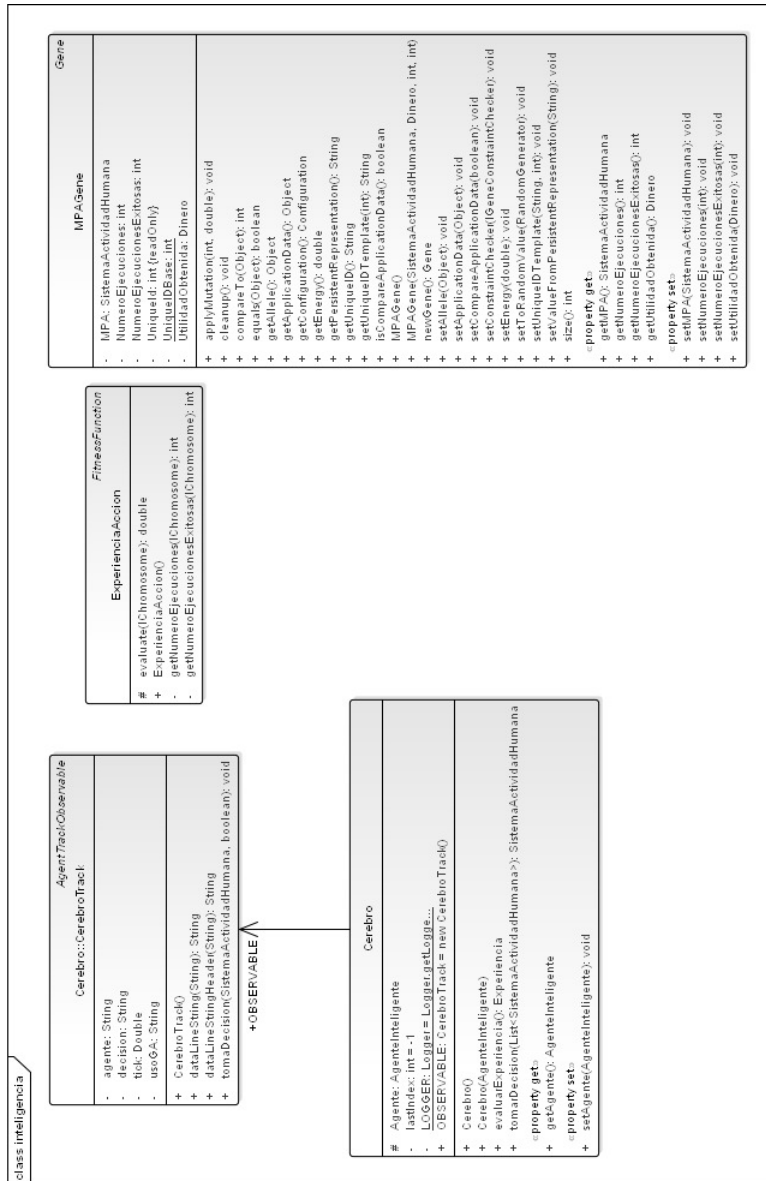 class inteligencia
AgentTrackObservable
Cerebro::CerebroTrack
- agente: String
- decision: String
- tick: Double
- usoGA: String
+ CerebroTrack()
+ dataLineString(String): String
+ dataLineStringHeader(String): String
+ tomaDecision(SistemaActividadHumana, boolean): void
+OBSERVABLE
Cerebro
# Agente: AgenteInteligente
- lastIndex: int = -1
- LOGGER: Logger = Logger.getLogge...
+ OBSERVABLE: CerebroTrack = new CerebroTrack()
+ Cerebro()
+ Cerebro(AgenteInteligente)
+ evaluarExperiencia(): Experiencia
+ tomarDecision(List<SistemaActividadHumana>): SistemaActividadHumana
«property get»
+ getAgente(): AgenteInteligente
«property set»
+ setAgente(AgenteInteligente): void
FitnessFunction
ExperienciaAccion
# evaluate(IChromosome): double
+ ExperienciaAccion()
- getNumeroEjecuciones(IChromosome): int
- getNumeroEjecucionesExitosas(IChromosome): int
Gene
MPAGene
- MPA: SistemaActividadHumana
- NumeroEjecuciones: int
- NumeroEjecucionesExitosas: int
- UniqueId: int {readOnly}
- UniqueIDBase: int
- UtilidadObtenida: Dinero
+ applyMutation(int, double): void
+ cleanup(): void
+ compareTo(Object): int
+ equals(Object): boolean
+ getAllele(): Object
+ getApplicationData(): Object
+ getConfiguration(): Configuration
+ getEnergy(): double
+ getPersistentRepresentation(): String
+ getUniqueID(): String
+ getUniqueIDTemplate(int): String
+ isCompareApplicationData(): boolean
+ MPAGene()
+ MPAGene(SistemaActividadHumana, Dinero, int, int)
+ newGene(): Gene
+ setAllele(Object): void
+ setApplicationData(Object): void
+ setCompareApplicationData(boolean): void
+ setConstraintChecker(IGeneConstraintChecker): void
+ setEnergy(double): void
+ setToRandomValue(RandomGenerator): void
+ setUniqueIDTemplate(String, int): void
+ setValueFromPersistentRepresentation(String): void
+ size(): int
«property get»
+ getMPA(): SistemaActividadHumana
+ getNumeroEjecuciones(): int
+ getNumeroEjecucionesExitosas(): int
+ getUtilidadObtenida(): Dinero
«property set»
+ setMPA(SistemaActividadHumana): void
+ setNumeroEjecuciones(int): void
+ setNumeroEjecucionesExitosas(int): void
+ setUtilidadObtenida(Dinero): void